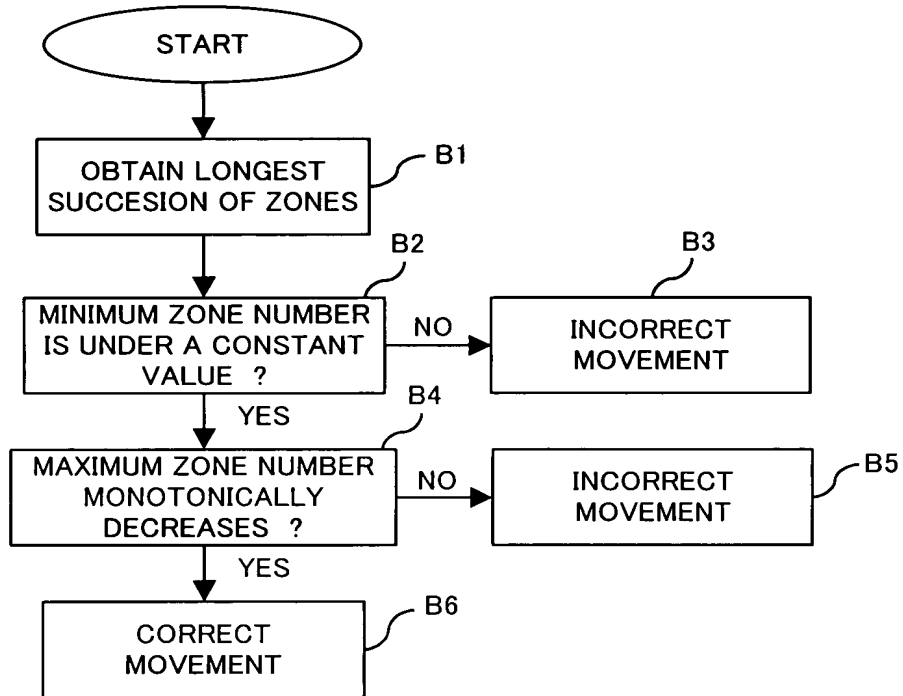 START
B1
OBTAIN LONGEST
SUCCESION OF ZONES
B2
MINIMUM ZONE NUMBER
IS UNDER A CONSTANT
VALUE ?
NO
B3
INCORRECT
MOVEMENT
YES
B4
MAXIMUM ZONE NUMBER
MONOTONICALLY
DECREASES ?
NO
B5
INCORRECT
MOVEMENT
YES
B6
CORRECT
MOVEMENT